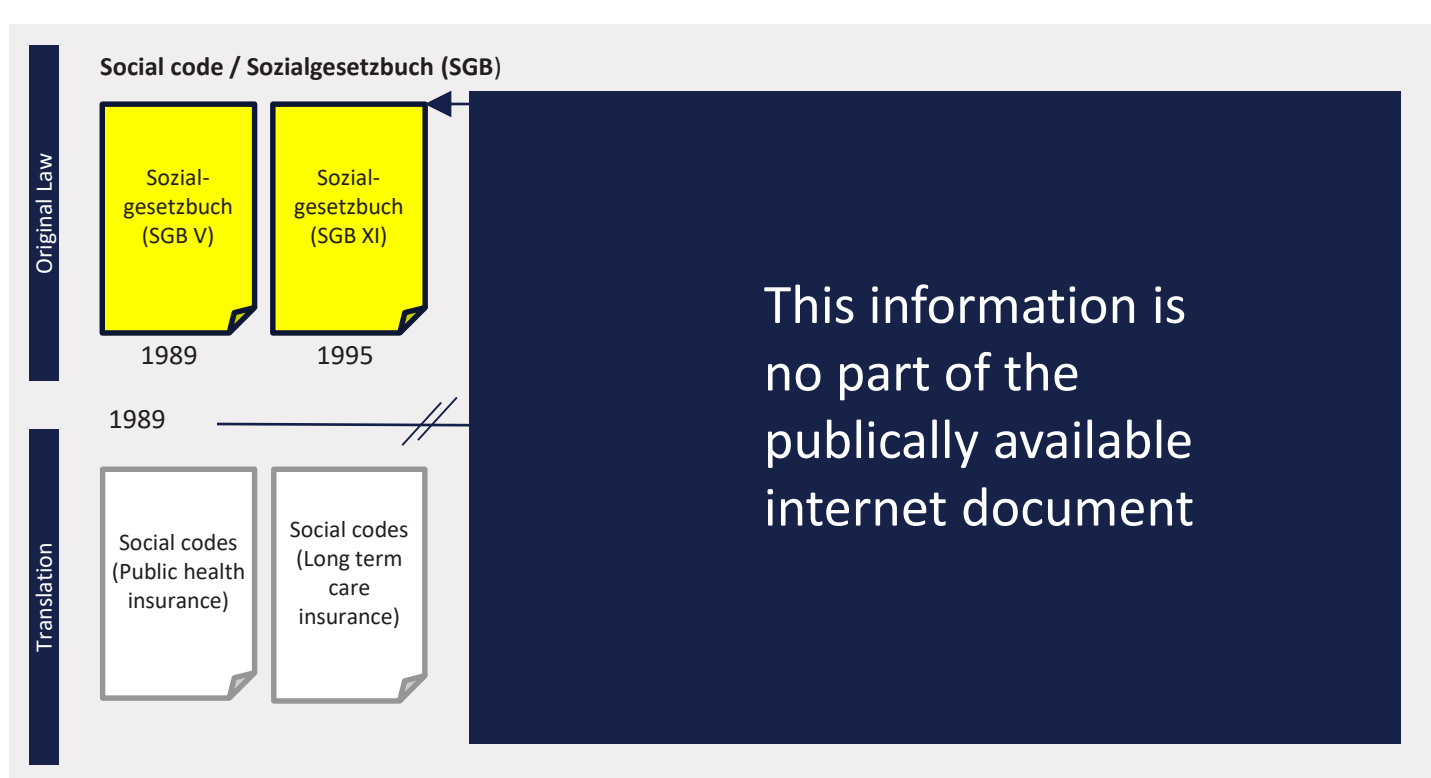 Social code / Sozialgesetzbuch (SGB)
Original Law
Sozial-
gesetzbuch
(SGB V)
Sozial-
gesetzbuch
(SGB XI)
1989
1995
This information is
no part of the
publically available
internet document
1989
Translation
Social codes
(Public health
insurance)
Social codes
(Long term
care
insurance)